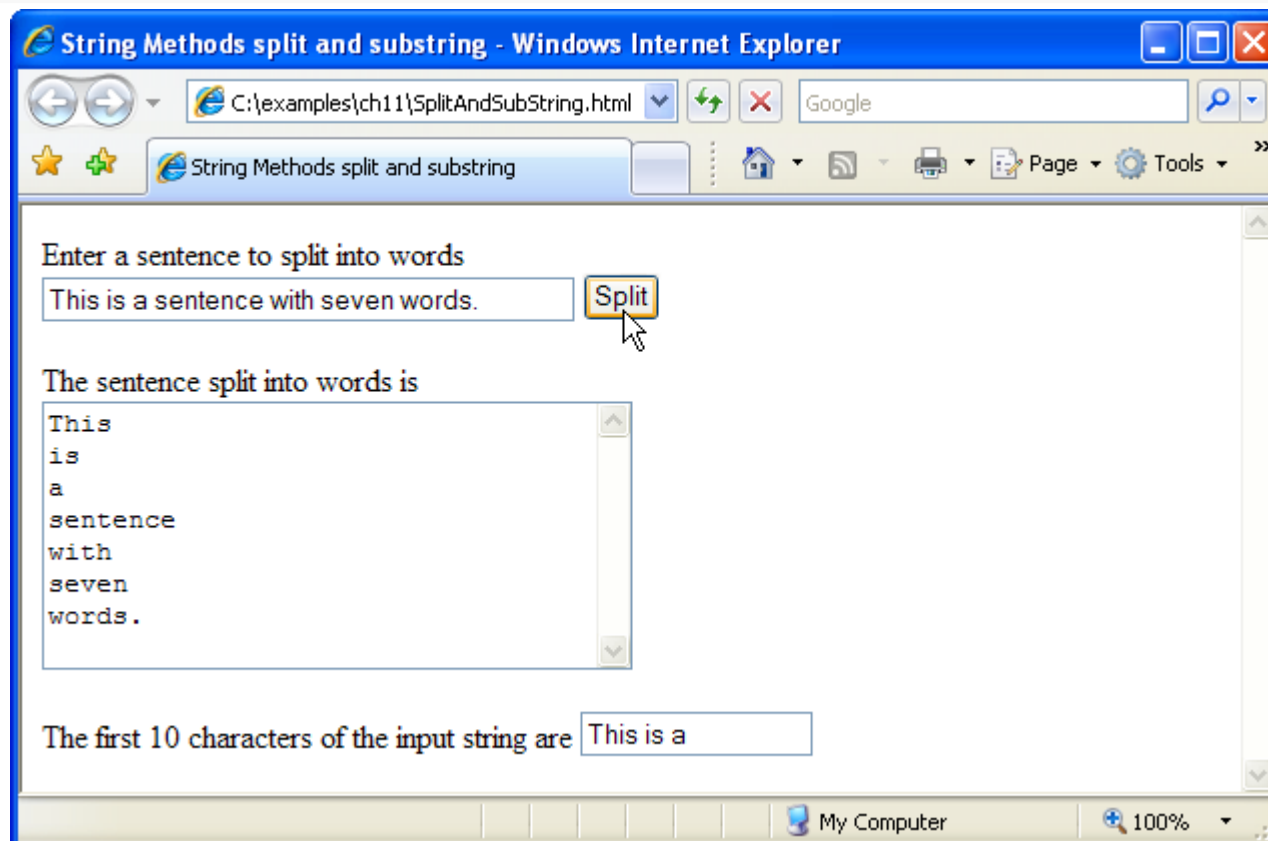 String Methods split and substring - Windows Internet Explorer
C:\examples\ch11\SplitAndSubString.html
Google
String Methods split and substring
Page
Tools
»
Enter a sentence to split into words
This is a sentence with seven words.
Split
The sentence split into words is
This
is
a
sentence
with
seven
words.
The first 10 characters of the input string are
This is a
My Computer
100%